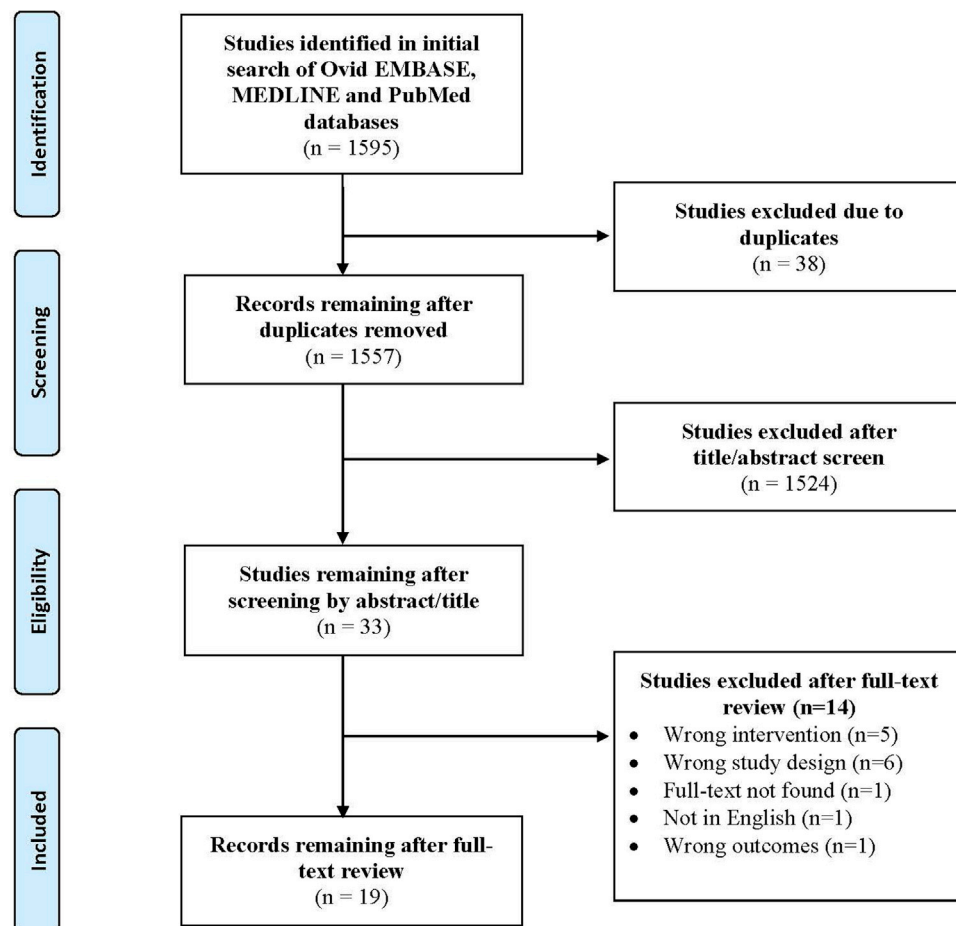 Identification
Studies identified in initial
search of Ovid EMBASE,
MEDLINE and PubMed
databases
(n = 1595)
Studies excluded due to
duplicates
(n = 38)
Screening
Records remaining after
duplicates removed
(n = 1557)
Studies excluded after
title/abstract screen
(n = 1524)
Eligibility
Studies remaining after
screening by abstract/title
(n = 33)
Studies excluded after full-text
review (n=14)
• Wrong intervention (n=5)
• Wrong study design (n=6)
• Full-text not found (n=1)
• Not in English (n=1)
• Wrong outcomes (n=1)
Included
Records remaining after full-
text review
(n = 19)